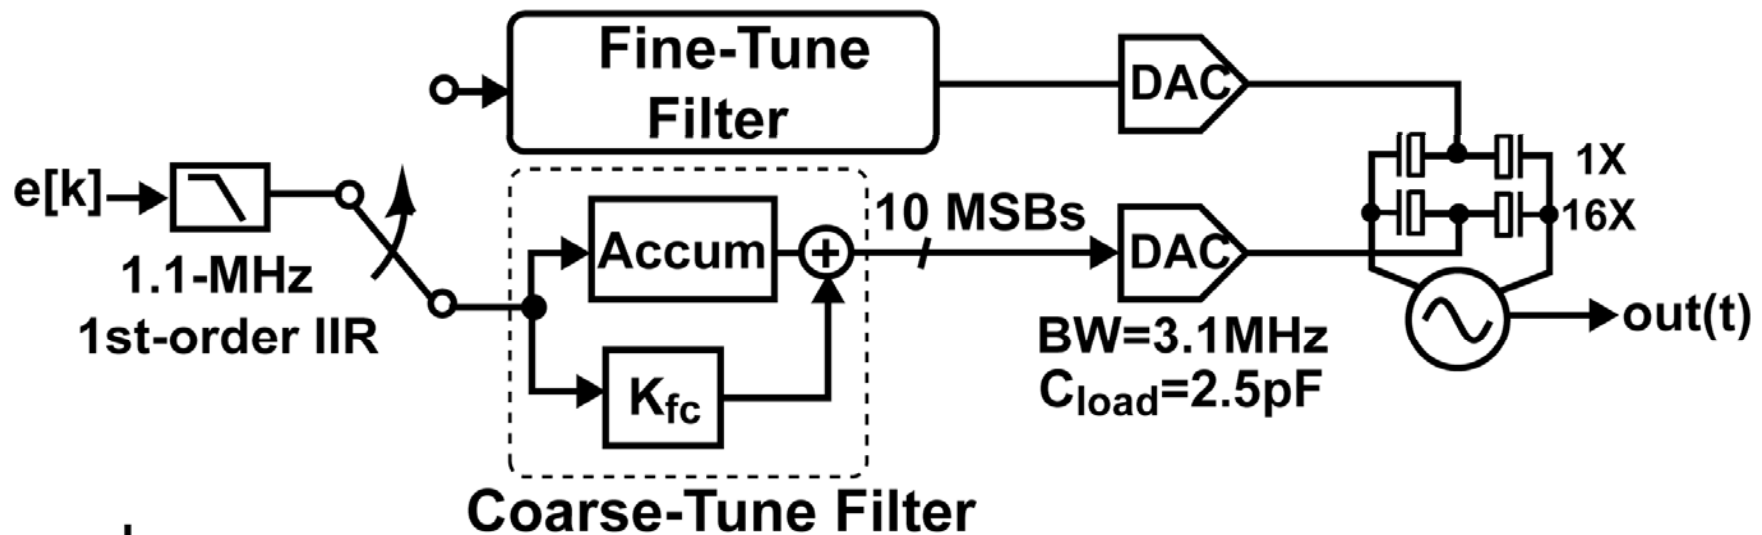 Fine-Tune
Filter
DAC
1X
16X
e[k]
1.1-MHz
1st-order IIR
Accum
+
10 MSBs
DAC
BW=3.1MHz
Cload=2.5pF
Kfc
out(t)
Coarse-Tune Filter